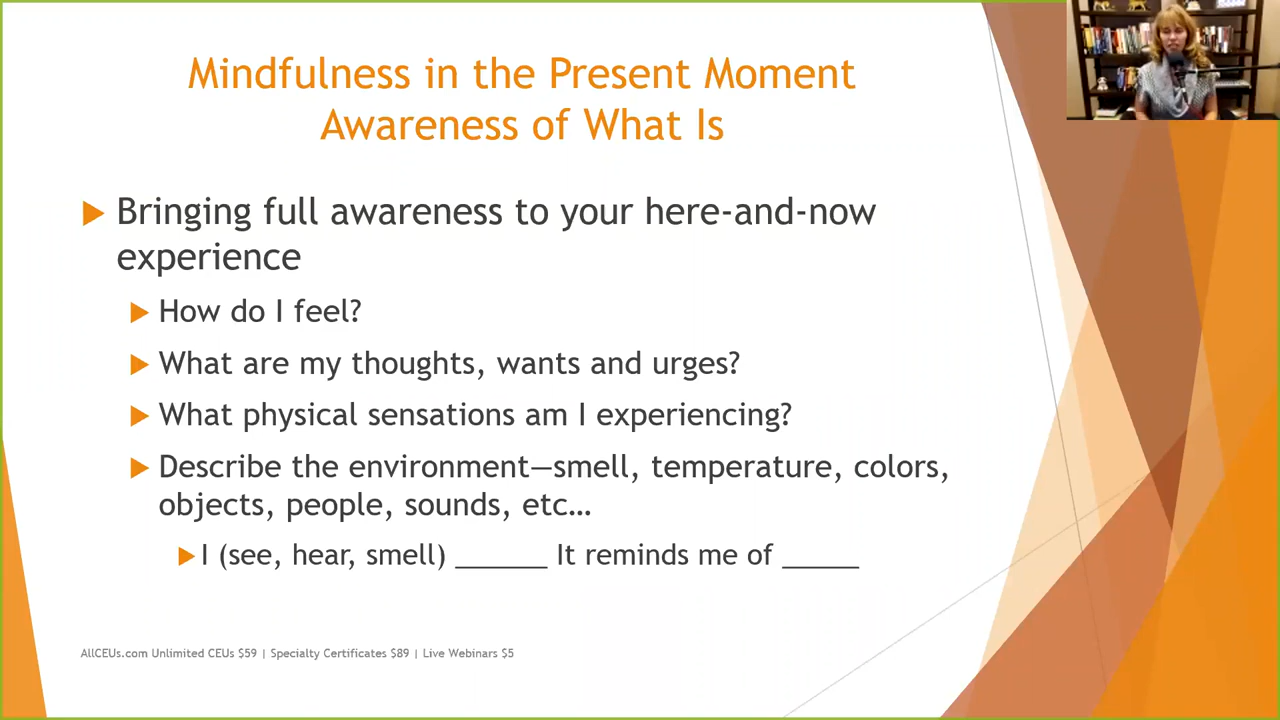 Mindfulness in the Present Moment
Awareness of What Is
Bringing full awareness to your here-and-now
experience
How do I feel?
What are my thoughts, wants and urges?
What physical sensations am I experiencing?
Describe the environment—smell, temperature, colors,
objects, people, sounds, etc…
I (see, hear, smell) ______ It reminds me of _____
AllCEUs.com Unlimited CEUs $59 | Specialty Certificates $89 | Live Webinars $5